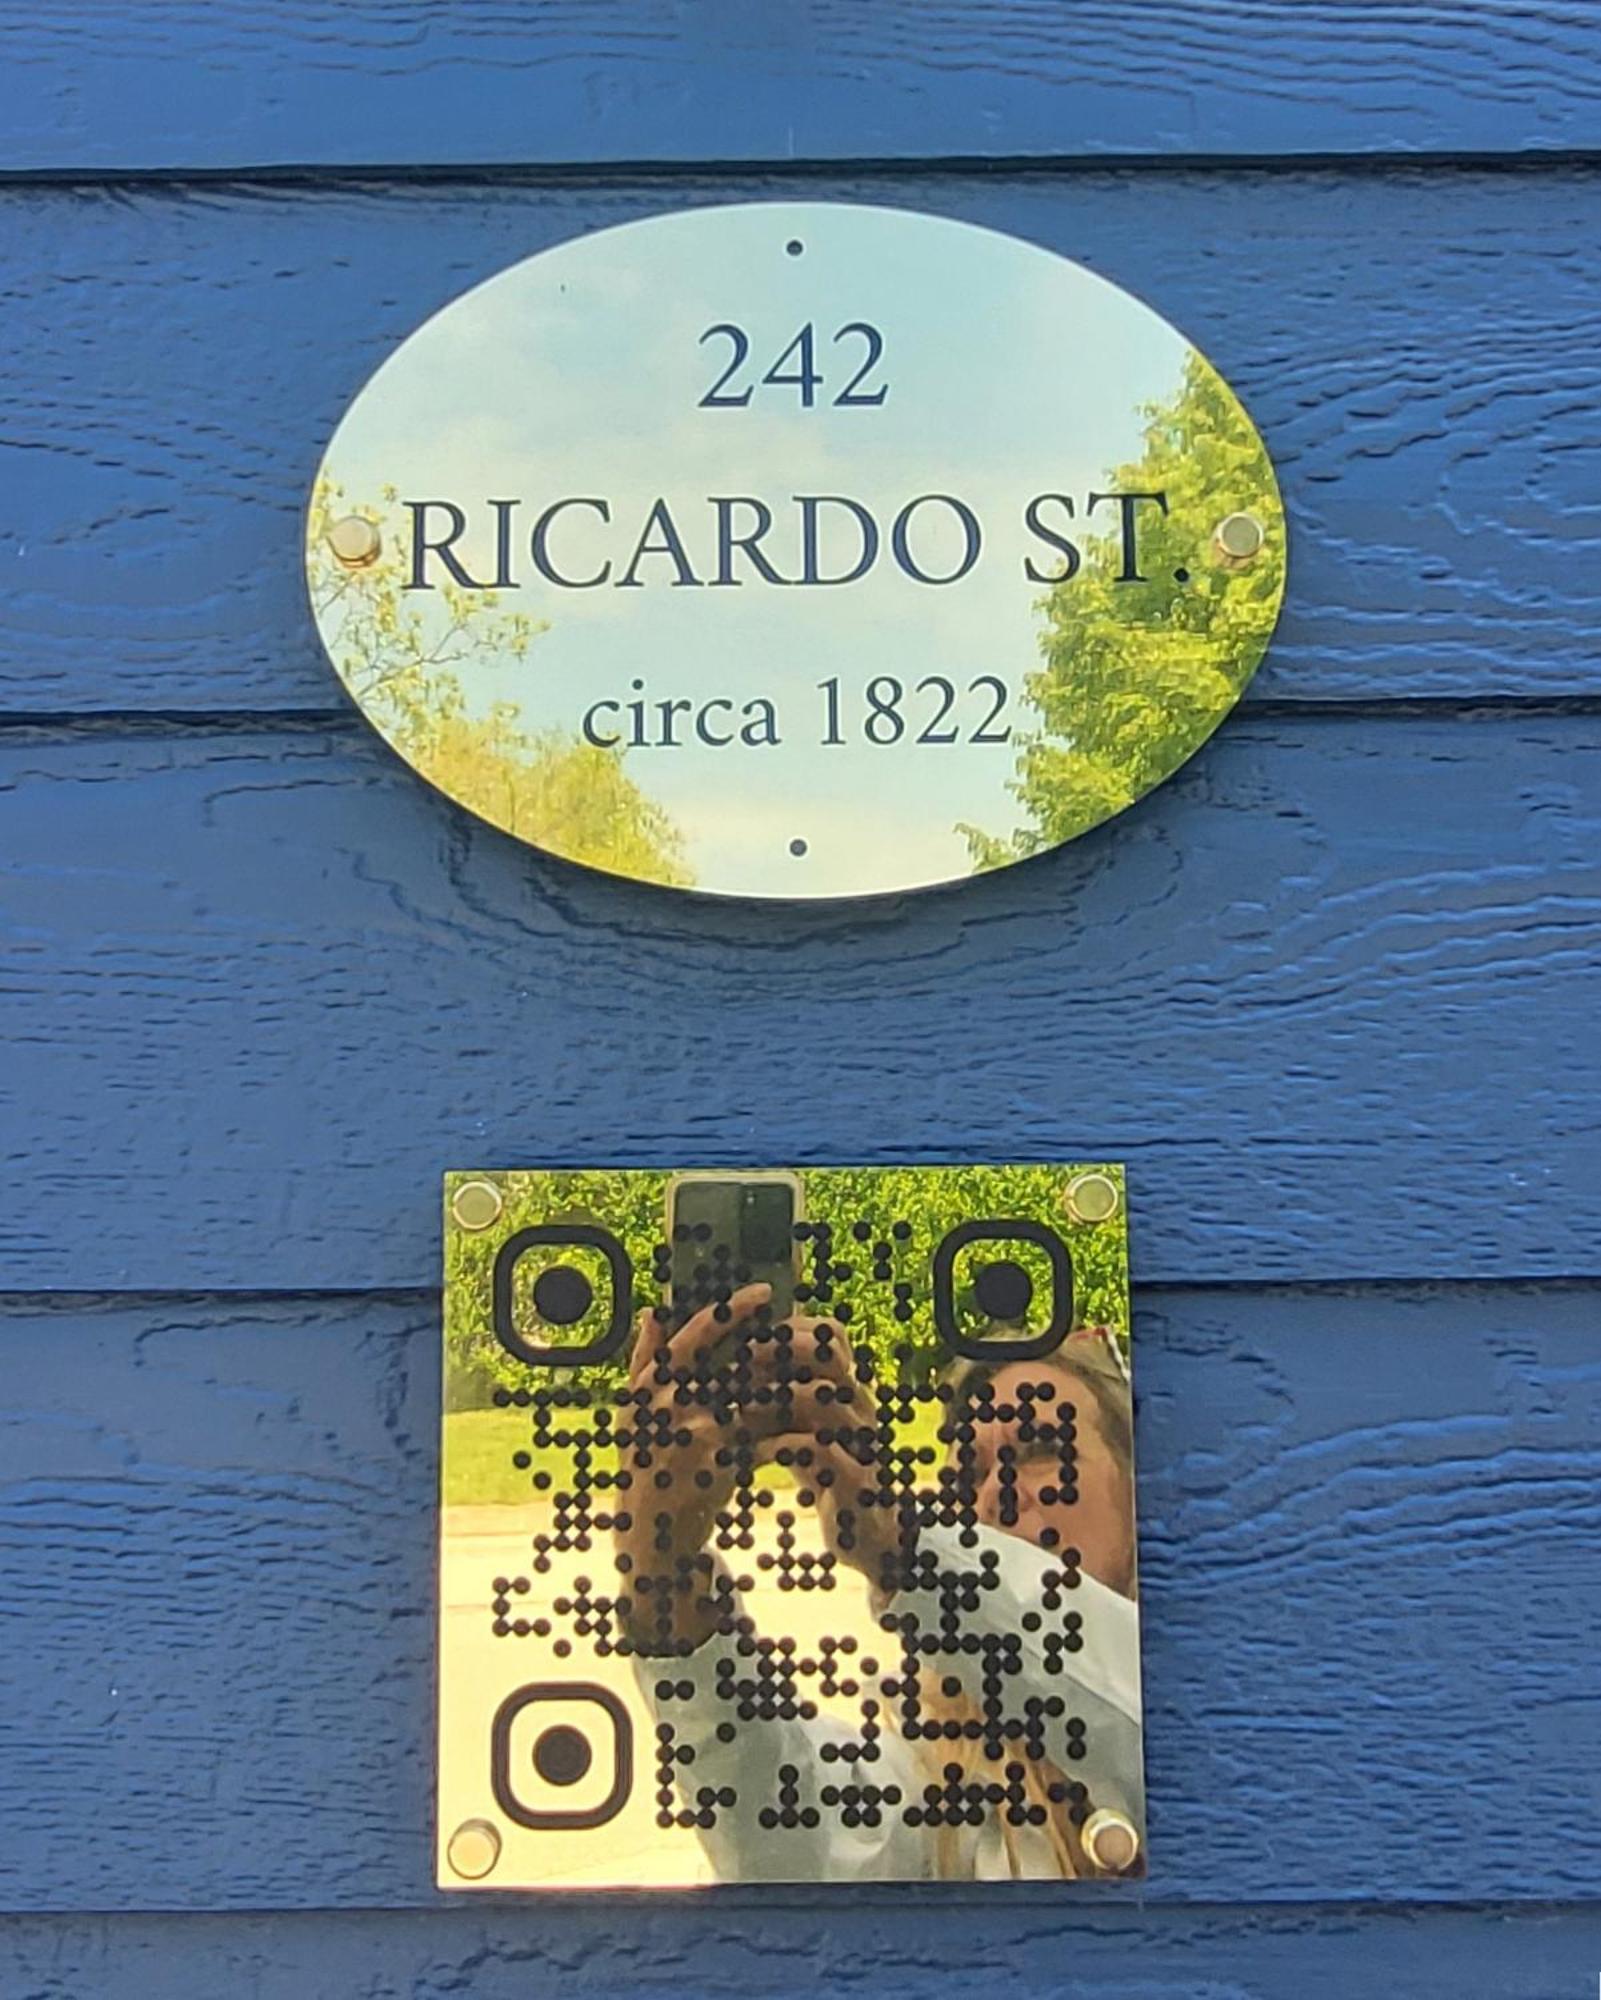 242
RICARDO ST.
circa 1822